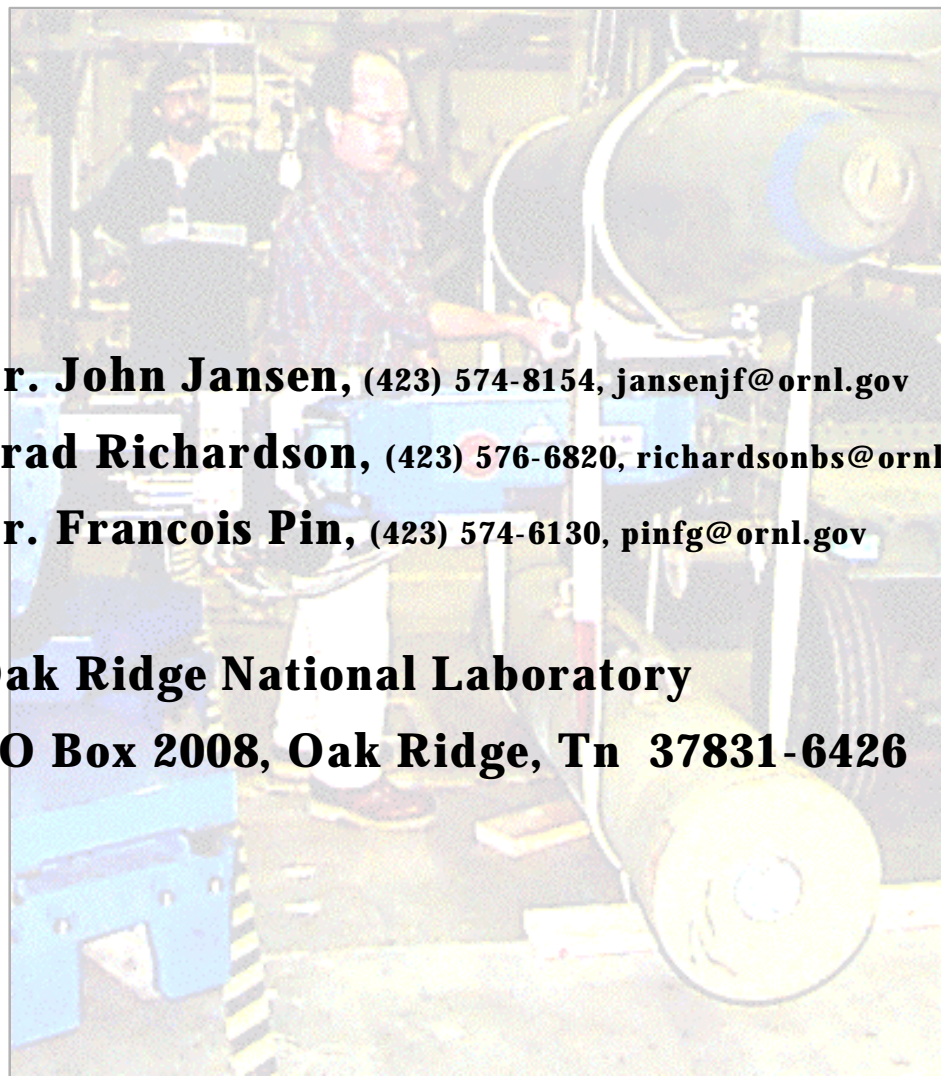 r. John Jansen, (423) 574-8154, jansenjf@ornl.gov
rad Richardson, (423) 576-6820, richardsonbs@ornl
r. Francois Pin, (423) 574-6130, pinfg@ornl.gov
ak Ridge National Laboratory
O Box 2008, Oak Ridge, Tn 37831-6426